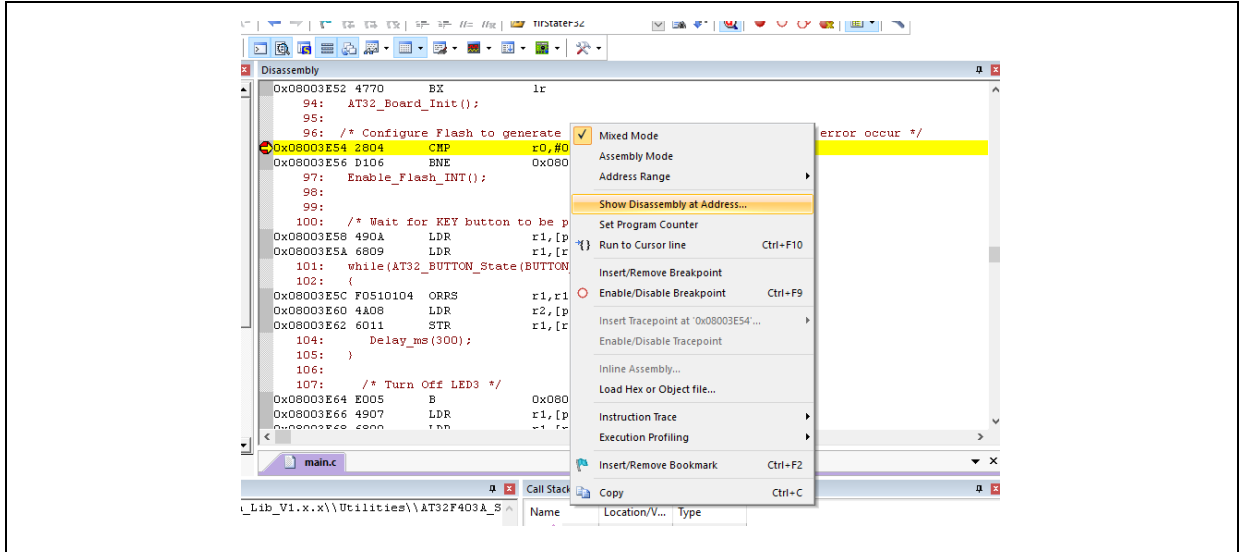 firStateF32
Disassembly
0x08003E52 4770 BX lr
94: AT32_Board_Init();
95:
96: /* Configure Flash to generate error occur */
0x08003E54 2804 CMP r0,#0
0x08003E56 D106 BNE 0x080
97: Enable_Flash_INT();
98:
99:
100: /* Wait for KEY button to be p
0x08003E58 490A LDR r1,[p
0x08003E5A 6809 LDR r1,[r
101: while(AT32_BUTTON_State(BUTTON
102: {
0x08003E5C F0510104 ORRS r1,r1
0x08003E60 4A08 LDR r2,[p
0x08003E62 6011 STR r1,[r
104: Delay_ms(300);
105: }
106:
107: /* Turn Off LED3 */
0x08003E64 E005 B 0x080
0x08003E66 4907 LDR r1,[p
0x08003E68 6800 LDR r1,[r
Mixed Mode
Assembly Mode
Address Range
Show Disassembly at Address...
Set Program Counter
Run to Cursor line Ctrl+F10
Insert/Remove Breakpoint
Enable/Disable Breakpoint Ctrl+F9
Insert Tracepoint at '0x08003E54'...
Enable/Disable Tracepoint
Inline Assembly...
Load Hex or Object file...
Instruction Trace
Execution Profiling
Insert/Remove Bookmark Ctrl+F2
Copy Ctrl+C
main.c
Call Stack
_Lib_V1.x.x\\Utilities\\AT32F403A_S
Name Location/V... Type